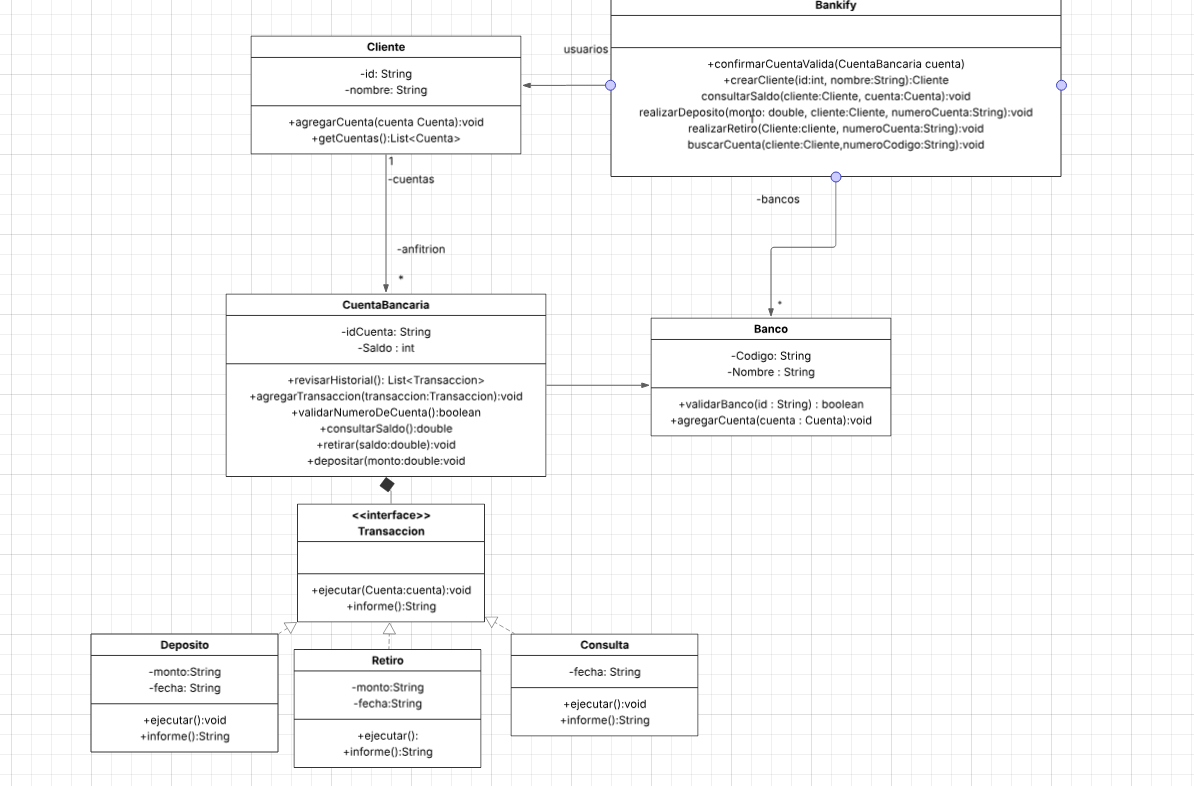 Bankify
+confirmarCuentaValida(CuentaBancaria cuenta)
+crearCliente(id:int, nombre:String):Cliente
consultarSaldo(cliente:Cliente, cuenta:Cuenta):void
realizarDeposito(monto: double, cliente:Cliente, numeroCuenta:String):void
realizarRetiro(Cliente:cliente, numeroCuenta:String):void
buscarCuenta(cliente:Cliente,numeroCodigo:String):void
usuarios
Cliente
-id: String
-nombre: String
+agregarCuenta(cuenta Cuenta):void
+getCuentas():List<Cuenta>
1
-cuentas
-anfitrion
*
-bancos
*
CuentaBancaria
-idCuenta: String
-Saldo : int
+revisarHistorial(): List<Transaccion>
+agregarTransaccion(transaccion:Transaccion):void
+validarNumeroDeCuenta():boolean
+consultarSaldo():double
+retirar(saldo:double):void
+depositar(monto:double:void
Banco
-Codigo: String
-Nombre : String
+validarBanco(id : String) : boolean
+agregarCuenta(cuenta : Cuenta):void
<<interface>>
Transaccion
+ejecutar(Cuenta:cuenta):void
+informe():String
Deposito
-monto:String
-fecha: String
+ejecutar():void
+informe():String
Retiro
-monto:String
-fecha:String
+ejecutar():
+informe():String
Consulta
-fecha: String
+ejecutar():void
+informe():String